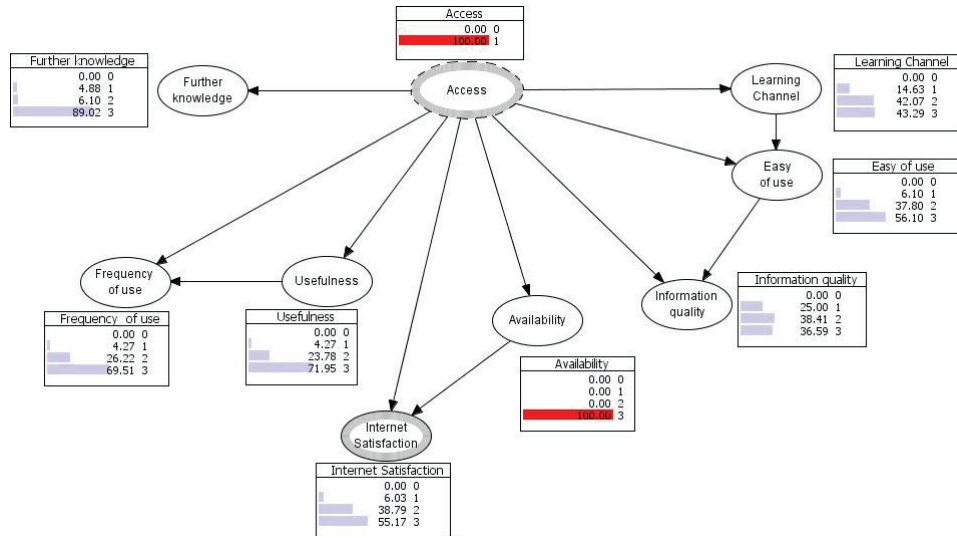 Access
0.00 0
100.00 1
Further knowledge
0.00 0
4.88 1
6.10 2
89.02 3
Further
knowledge
Access
Learning
Channel
Learning Channel
0.00 0
14.63 1
42.07 2
43.29 3
Easy
of use
Easy of use
0.00 0
6.10 1
37.80 2
56.10 3
Frequency
of use
Usefulness
Availability
Information
quality
Information quality
0.00 0
25.00 1
38.41 2
36.59 3
Frequency of use
0.00 0
4.27 1
26.22 2
69.51 3
Usefulness
0.00 0
4.27 1
23.78 2
71.95 3
Availability
0.00 0
0.00 1
0.00 2
100.00 3
Internet
Satisfaction
Internet Satisfaction
0.00 0
6.03 1
38.79 2
55.17 3